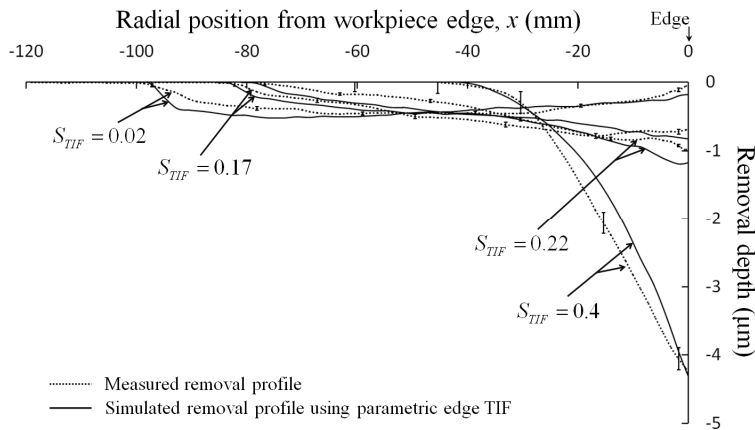 Radial position from workpiece edge, x (mm)
Edge
-120 -100 -80 -60 -40 -20 0
0
-1
-2
-3
-4
-5
Removal depth (μm)
S_TIF = 0.02
S_TIF = 0.17
S_TIF = 0.22
S_TIF = 0.4
Measured removal profile
Simulated removal profile using parametric edge TIF